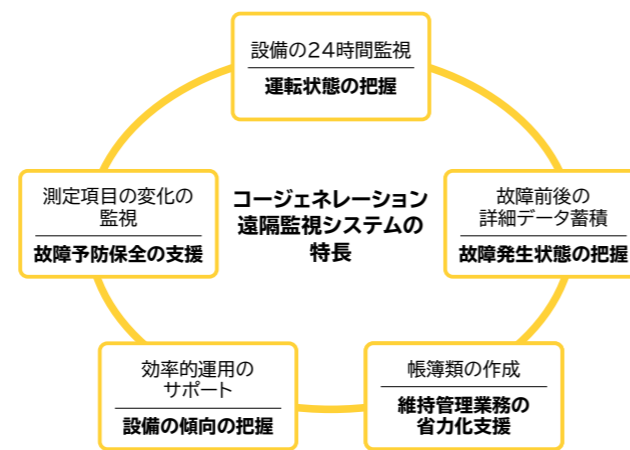 設備の24時間監視
運転状態の把握
コージェネレーション
遠隔監視システムの
特長
測定項目の変化の
監視
故障予防保全の支援
故障前後の
詳細データ蓄積
故障発生状態の把握
効率的運用の
サポート
設備の傾向の把握
帳簿類の作成
維持管理業務の
省力化支援